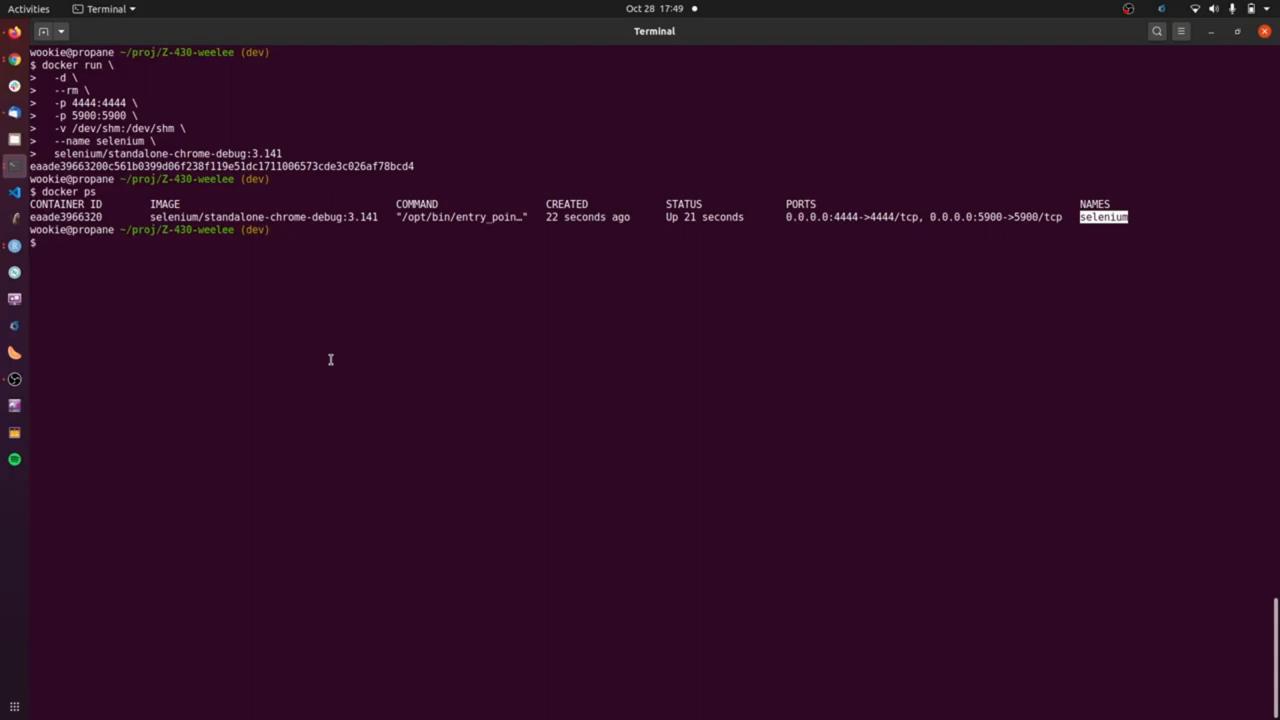 Activities Terminal Oct 28 17:49
Terminal
wookie@propane ~/proj/Z-430-weelee (dev)
$ docker run \
> -d \
> --rm \
> -p 4444:4444 \
> -p 5900:5900 \
> -v /dev/shm:/dev/shm \
> --name selenium \
> selenium/standalone-chrome-debug:3.141
eaade39663200c561b0399d06f238f119e51dc1711006573cde3c026af78bcd4
wookie@propane ~/proj/Z-430-weelee (dev)
$ docker ps
CONTAINER ID IMAGE COMMAND CREATED STATUS PORTS NAMES
eaade3966320 selenium/standalone-chrome-debug:3.141 "/opt/bin/entry_poin…" 22 seconds ago Up 21 seconds 0.0.0.0:4444->4444/tcp, 0.0.0.0:5900->5900/tcp selenium
wookie@propane ~/proj/Z-430-weelee (dev)
$